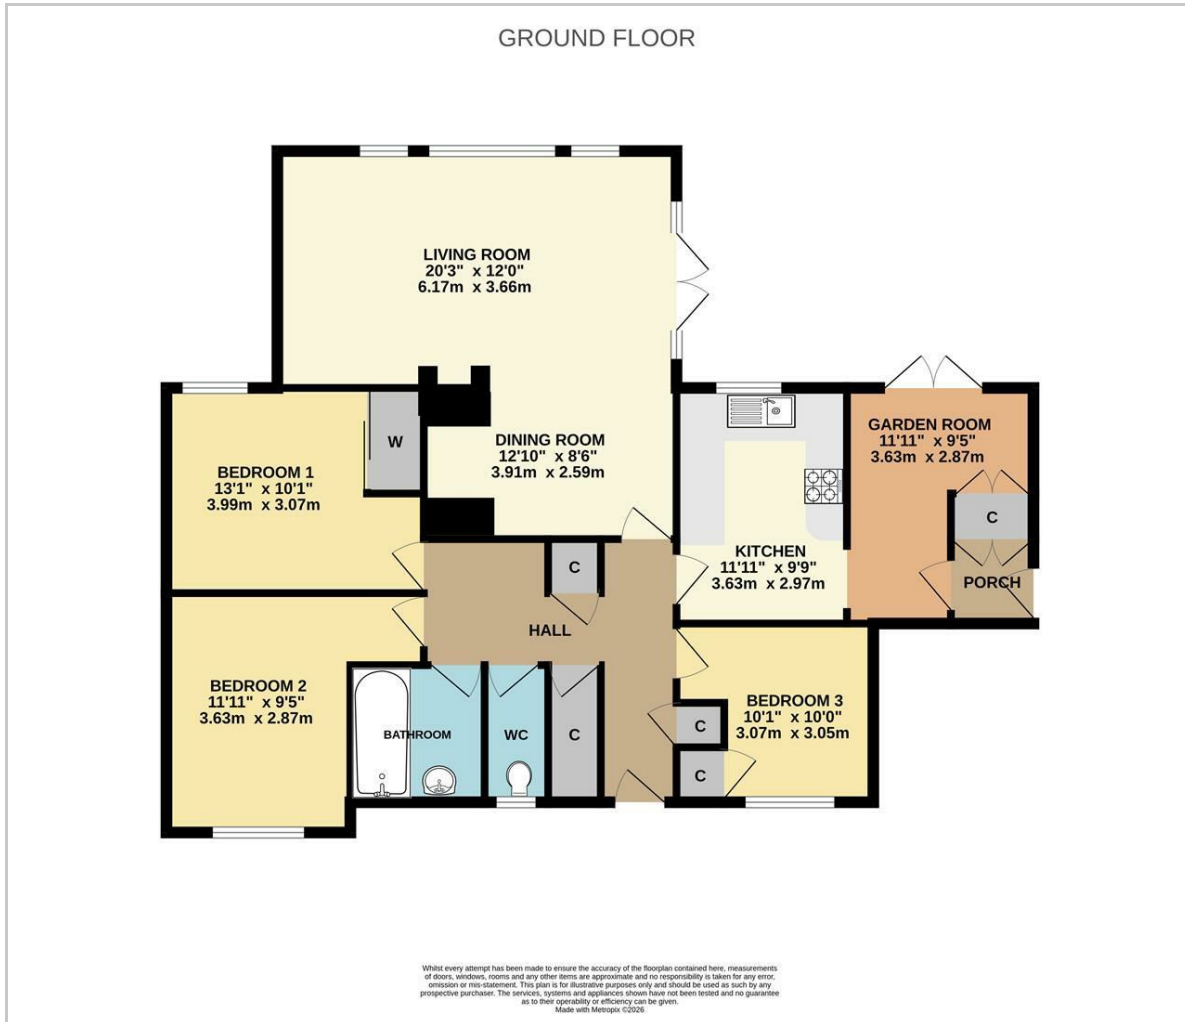 GROUND FLOOR
LIVING ROOM
20'3" x 12'0"
6.17m x 3.66m
DINING ROOM
12'10" x 8'6"
3.91m x 2.59m
W
BEDROOM 1
13'1" x 10'1"
3.99m x 3.07m
GARDEN ROOM
11'11" x 9'5"
3.63m x 2.87m
C
KITCHEN
11'11" x 9'9"
3.63m x 2.97m
C
PORCH
HALL
BEDROOM 2
11'11" x 9'5"
3.63m x 2.87m
BATHROOM
WC
C
BEDROOM 3
10'1" x 10'0"
3.07m x 3.05m
C
C
Whilst every attempt has been made to ensure the accuracy of the floorplan contained here, measurements
of doors, windows, rooms and any other items are approximate and no responsibility is taken for any error,
omission or mis-statement. This plan is for illustrative purposes only and should be used as such by any
prospective purchaser. The services, systems and appliances shown have not been tested and no guarantee
as to their operability or efficiency can be given.
Made with Metropix ©2026